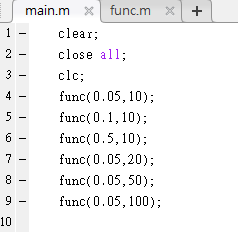 main.m × func.m × +
1 – clear;
2 – close all;
3 – clc;
4 – func(0.05,10);
5 – func(0.1,10);
6 – func(0.5,10);
7 – func(0.05,20);
8 – func(0.05,50);
9 – func(0.05,100);
10